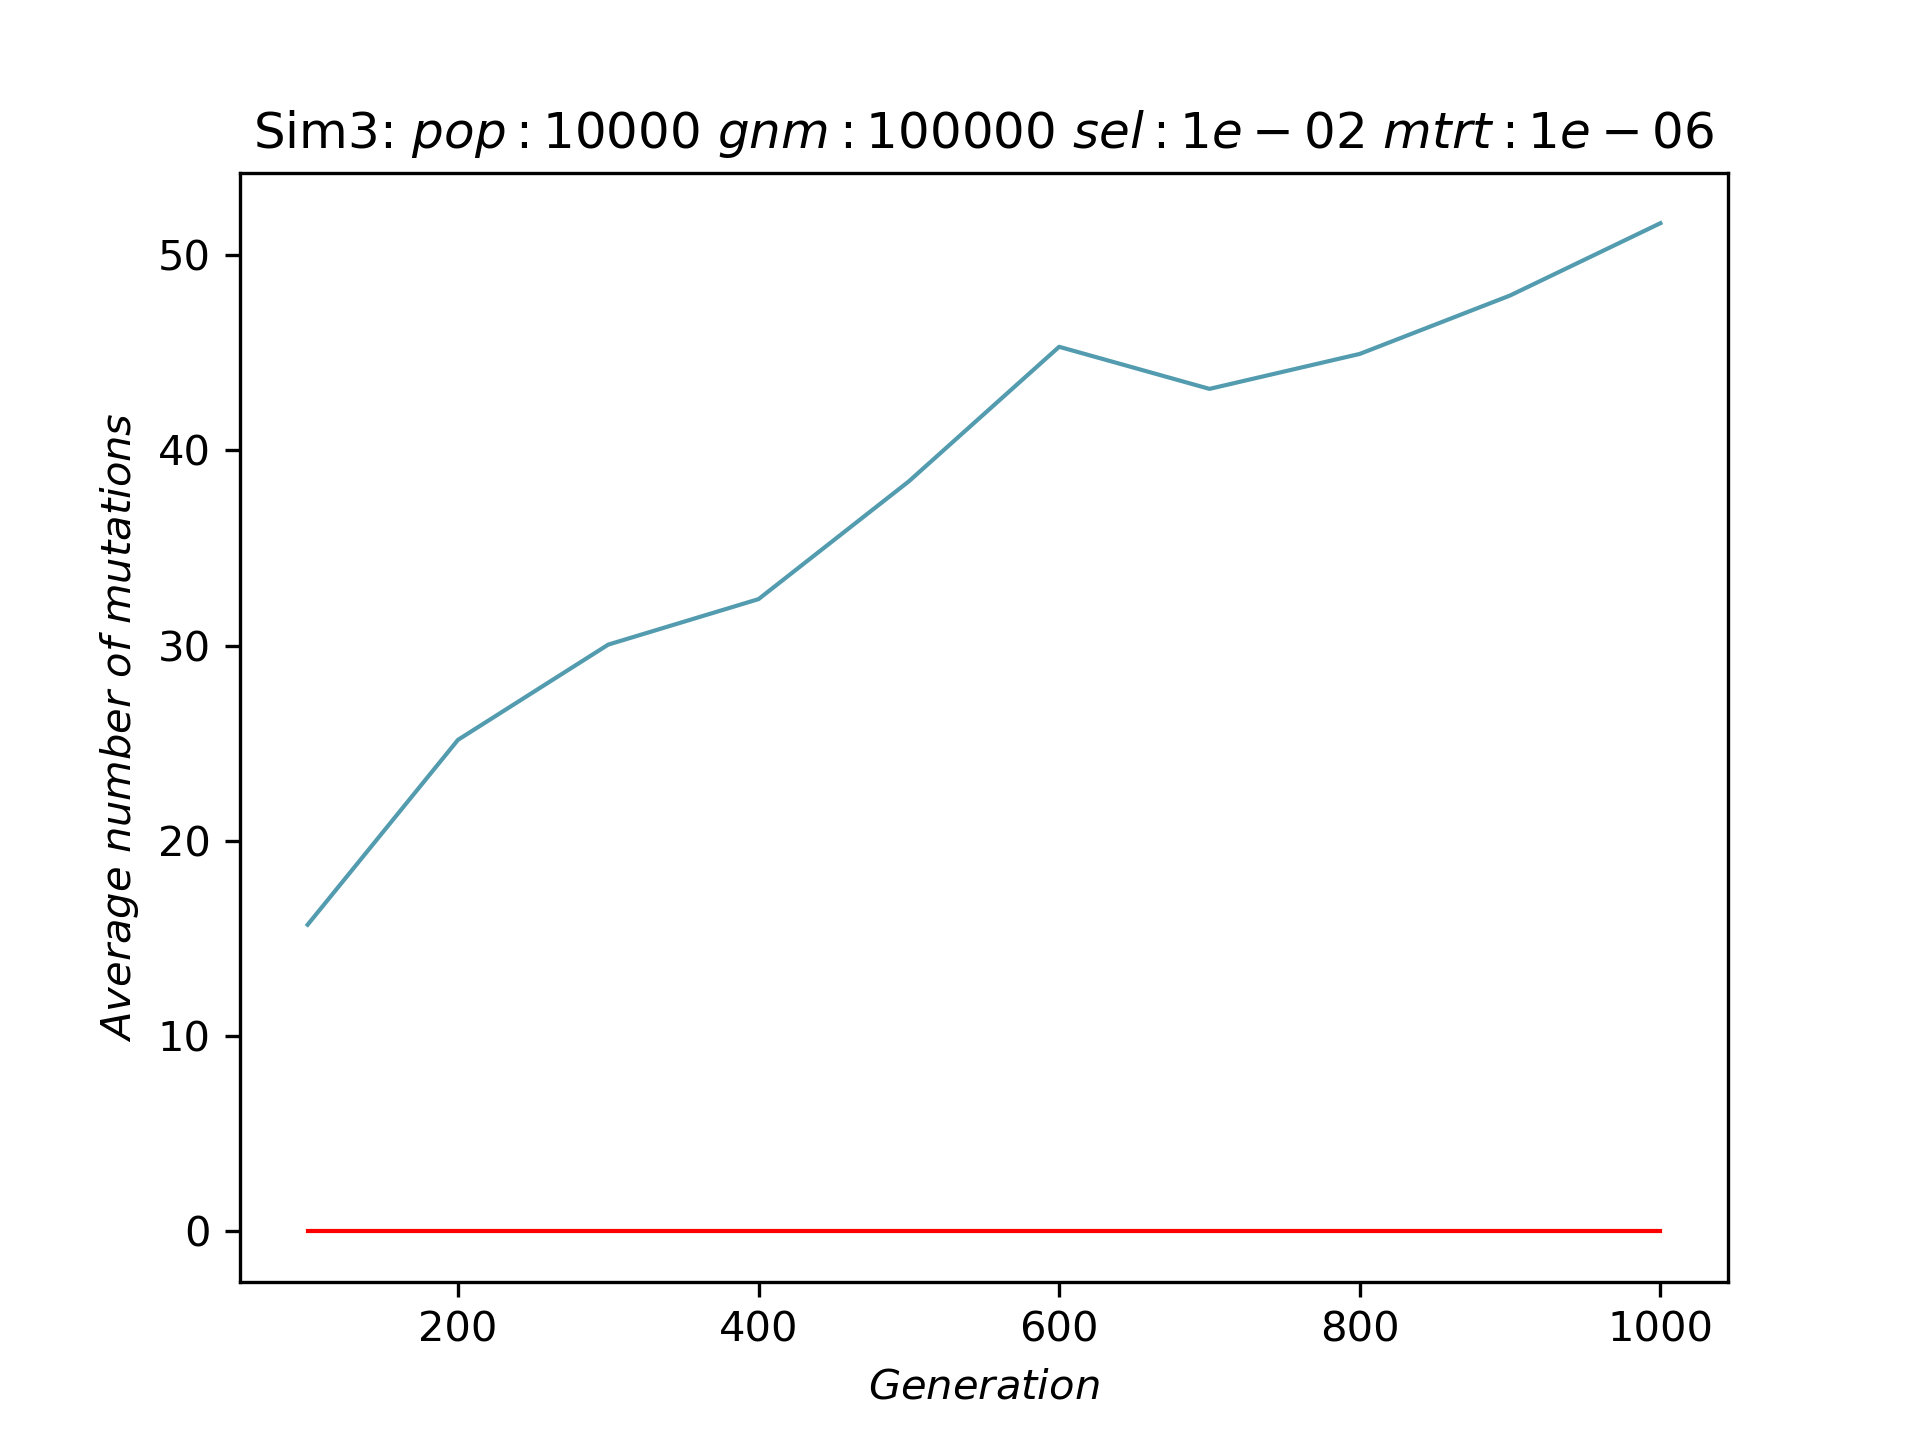 Sim3: pop : 10000 gnm : 100000 sel : 1e − 02 mtrt : 1e − 06
Average number of mutations
50
40
30
20
10
0
200 400 600 800 1000
Generation